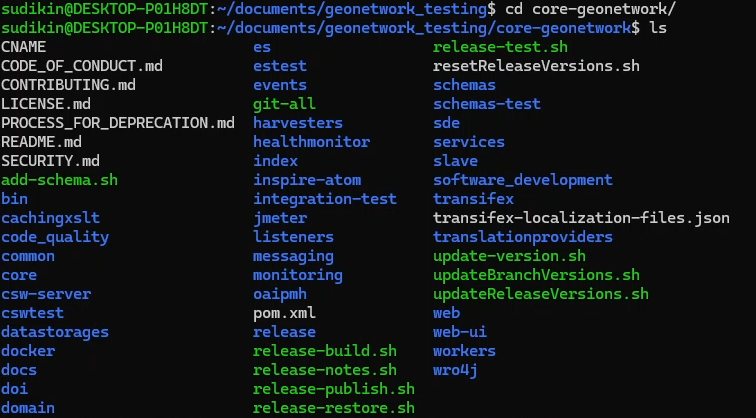 sudikin@DESKTOP-P01H8DT:~/documents/geonetwork_testing$ cd core-geonetwork/
sudikin@DESKTOP-P01H8DT:~/documents/geonetwork_testing/core-geonetwork$ ls
CNAME es release-test.sh
CODE_OF_CONDUCT.md estest resetReleaseVersions.sh
CONTRIBUTING.md events schemas
LICENSE.md git-all schemas-test
PROCESS_FOR_DEPRECATION.md harvesters sde
README.md healthmonitor services
SECURITY.md index slave
add-schema.sh inspire-atom software_development
bin integration-test transifex
cachingxslt jmeter transifex-localization-files.json
code_quality listeners translationproviders
common messaging update-version.sh
core monitoring updateBranchVersions.sh
csw-server oaipmh updateReleaseVersions.sh
cswtest pom.xml web
datastorages release web-ui
docker release-build.sh workers
docs release-notes.sh wro4j
doi release-publish.sh
domain release-restore.sh